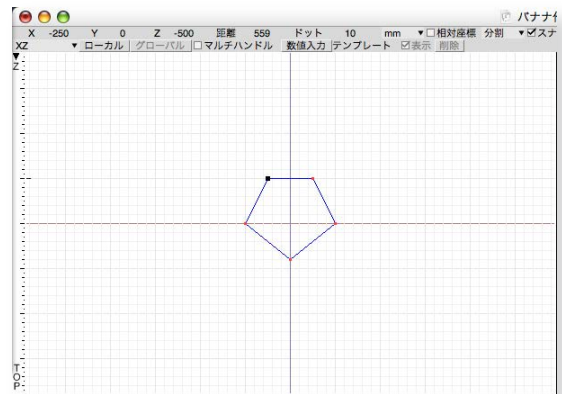 バナナ
X -250 Y 0 Z -500 距離 559 ドット 10 mm ▼ □相対座標 分割 ▼ ☑スナ
XZ ▼ ローカル グローバル □マルチハンドル 数値入力 テンプレート ☑表示 削除
Z
TOP